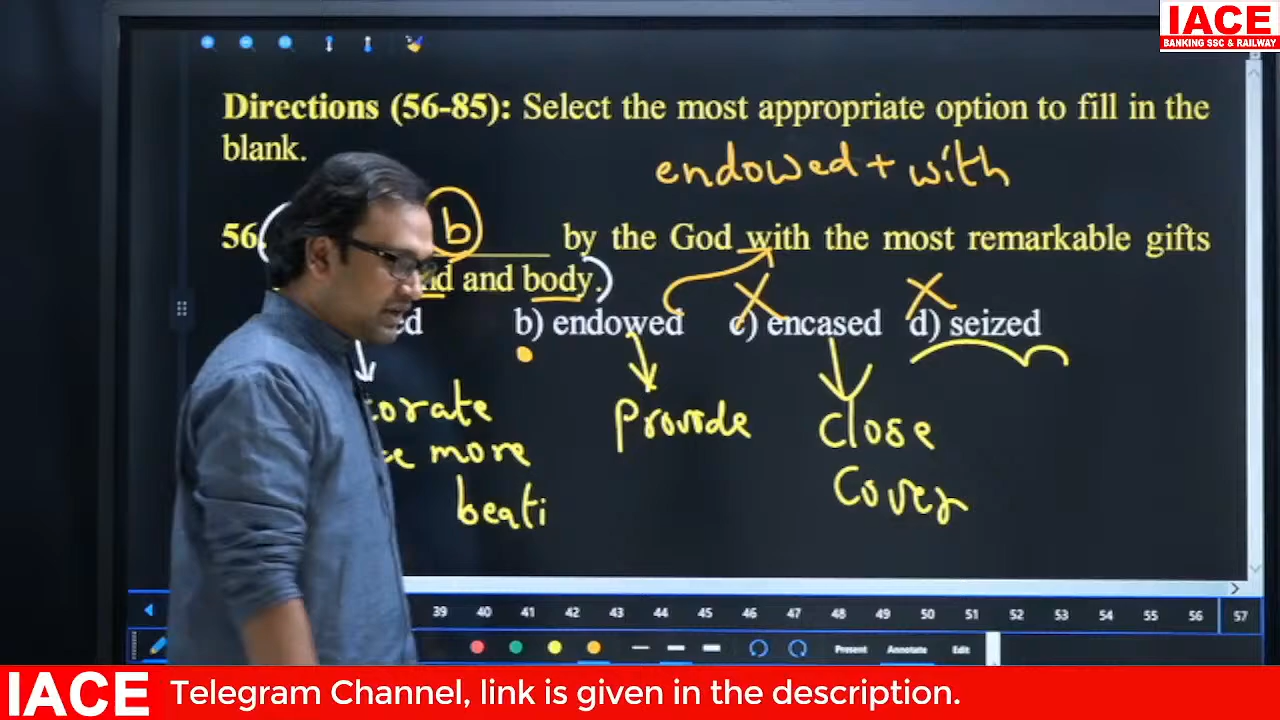 IACE
BANKING SSC & RAILWAY
Directions (56-85): Select the most appropriate option to fill in the
blank.
endowed + with
56. b by the God with the most remarkable gifts
and body.)
b) endowed c) encased d) seized
Provide
close
more
Cover
beati
39 40 41 42 43 44 45 46 47 48 49 50 51 52 53 54 55 56 57
Present Annotate Edit
IACE Telegram Channel, link is given in the description.